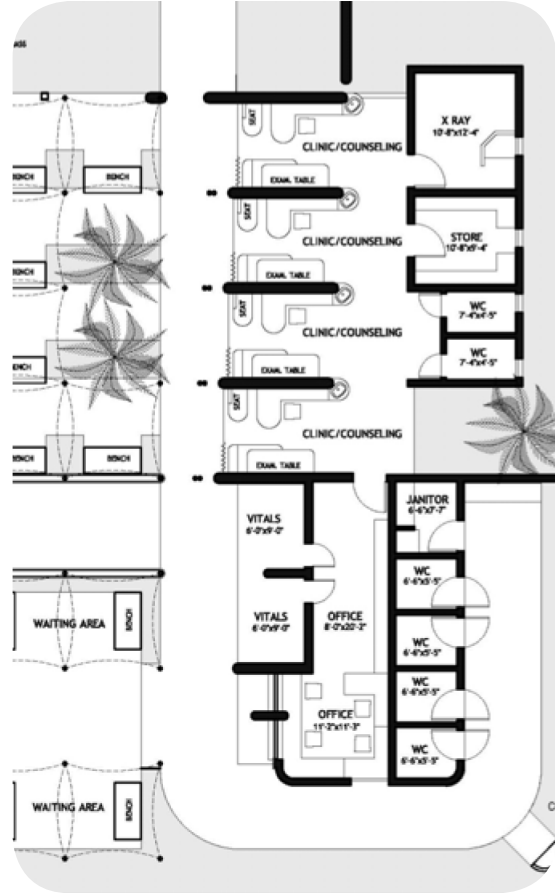 SEAT
X RAY
10'-8"x12'-4"
CLINIC/COUNSELING
BENCH
BENCH
EXAM. TABLE
SEAT
STORE
10'-8"x9'-4"
CLINIC/COUNSELING
EXAM. TABLE
SEAT
WC
7'-4"x4'-5"
CLINIC/COUNSELING
WC
7'-4"x4'-5"
EXAM. TABLE
SEAT
CLINIC/COUNSELING
BENCH
BENCH
EXAM. TABLE
JANITOR
6'-6"x7'-7"
VITALS
6'-0"x9'-0"
WC
6'-6"x5'-5"
WAITING AREA
BENCH
VITALS
6'-0"x9'-0"
OFFICE
8'-0"x20'-2"
WC
6'-6"x5'-5"
WC
6'-6"x5'-5"
OFFICE
11'-2"x11'-3"
WC
6'-6"x5'-5"
WAITING AREA
BENCH